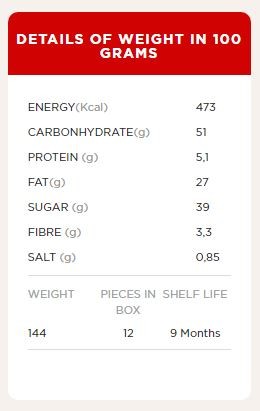 DETAILS OF WEIGHT IN 100
GRAMS
ENERGY(Kcal) 473
CARBONHYDRATE(g) 51
PROTEIN (g) 5,1
FAT(g) 27
SUGAR (g) 39
FIBRE (g) 3,3
SALT (g) 0,85
WEIGHT PIECES IN BOX SHELF LIFE
144 12 9 Months